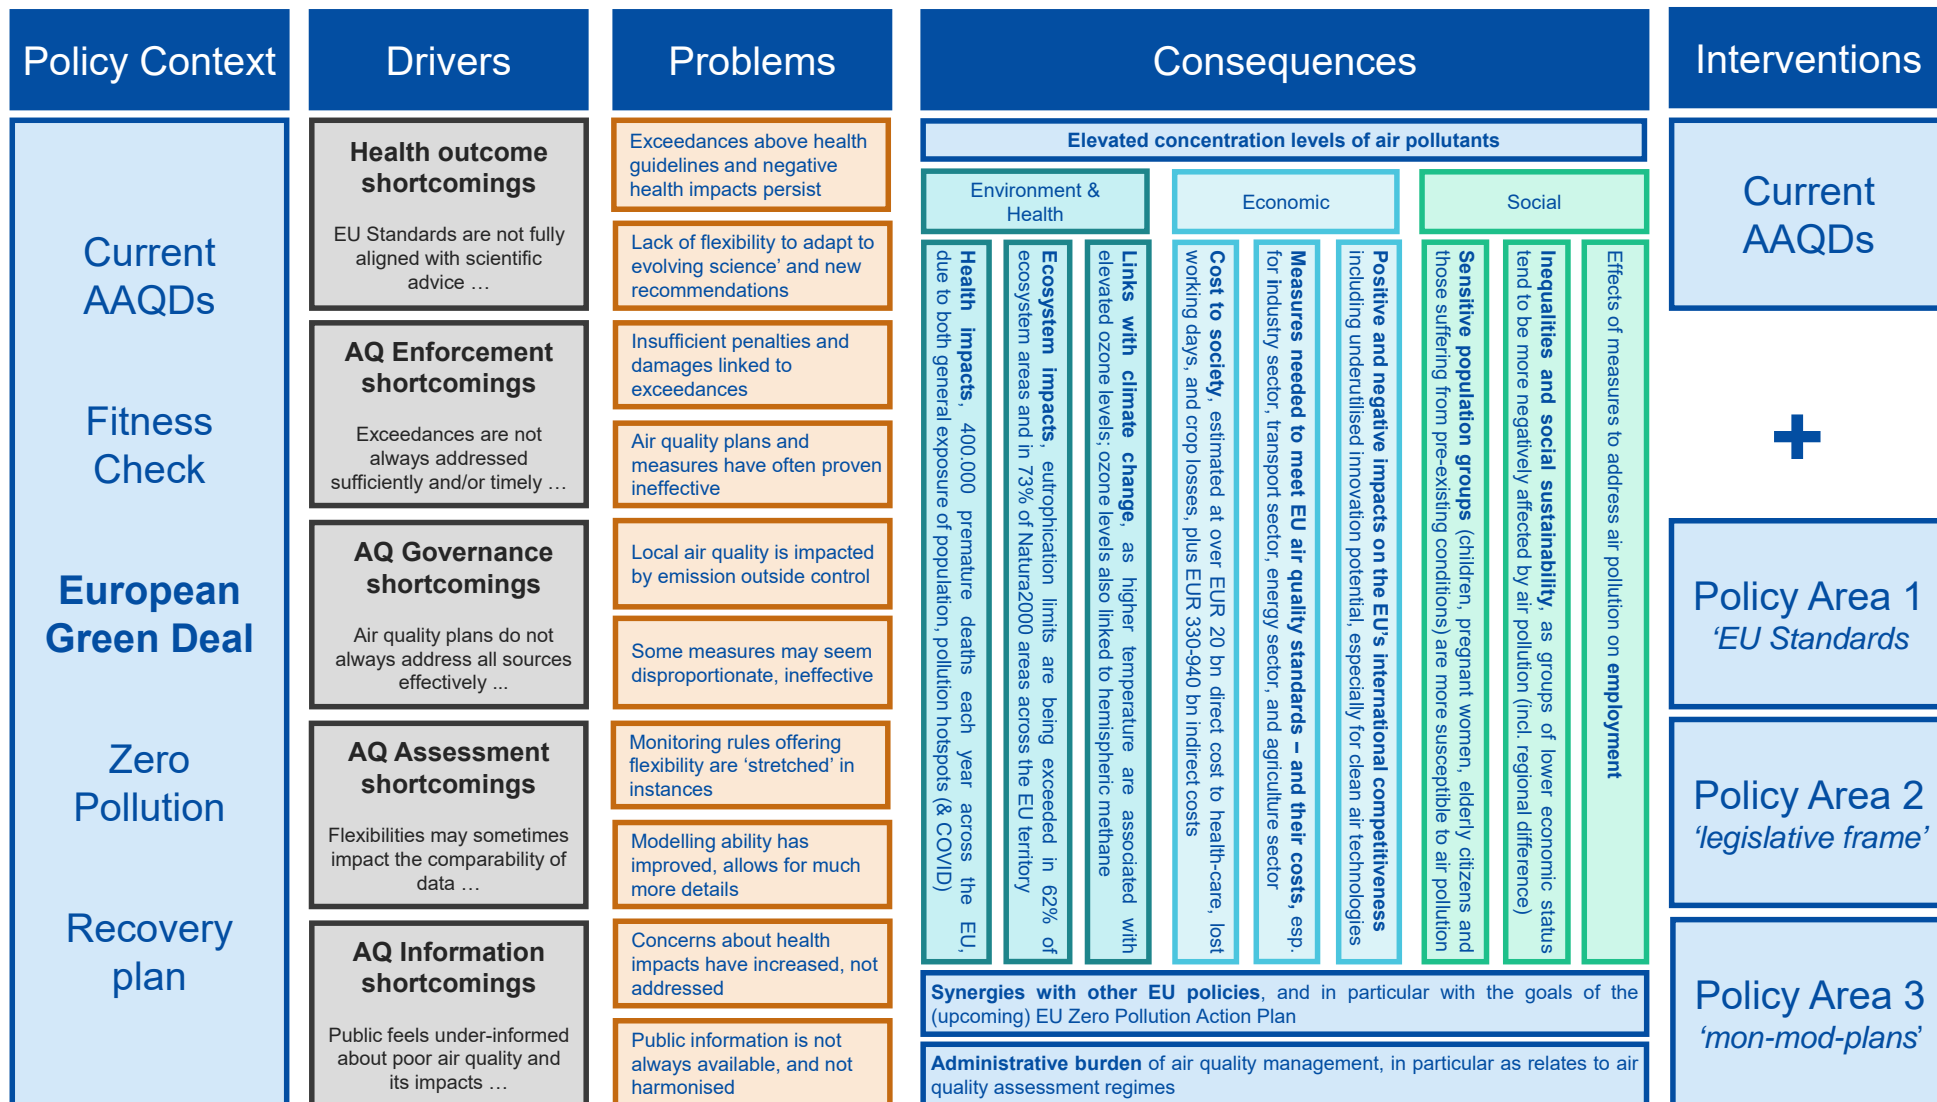 Policy Context
Current
AAQDs
Fitness
Check
European
Green Deal
Zero
Pollution
Recovery
plan
Drivers
Health outcome
shortcomings
EU Standards are not fully
aligned with scientific
advice …
AQ Enforcement
shortcomings
Exceedances are not
always addressed
sufficiently and/or timely …
AQ Governance
shortcomings
Air quality plans do not
always address all sources
effectively ...
AQ Assessment
shortcomings
Flexibilities may sometimes
impact the comparability of
data …
AQ Information
shortcomings
Public feels under-informed
about poor air quality and
its impacts …
Problems
Exceedances above health
guidelines and negative
health impacts persist
Lack of flexibility to adapt to
evolving science’ and new
recommendations
Insufficient penalties and
damages linked to
exceedances
Air quality plans and
measures have often proven
ineffective
Local air quality is impacted
by emission outside control
Some measures may seem
disproportionate, ineffective
Monitoring rules offering
flexibility are ‘stretched’ in
instances
Modelling ability has
improved, allows for much
more details
Concerns about health
impacts have increased, not
addressed
Public information is not
always available, and not
harmonised
Consequences
Elevated concentration levels of air pollutants
Environment &
Health
Health impacts, 400.000 premature deaths each year across the EU,
due to both general exposure of population, pollution hotspots (& COVID)
Ecosystem impacts, eutrophication limits are being exceeded in 62% of
ecosystem areas and in 73% of Natura2000 areas across the EU territory
Links with climate change, as higher temperature are associated with
elevated ozone levels; ozone levels also linked to hemispheric methane
Economic
Cost to society, estimated at over EUR 20 bn direct cost to health-care, lost
working days, and crop losses, plus EUR 330-940 bn indirect costs
Measures needed to meet EU air quality standards – and their costs, esp.
for industry sector, transport sector, energy sector, and agriculture sector
Positive and negative impacts on the EU’s international competitiveness
including underutilised innovation potential, especially for clean air technologies
Social
Sensitive population groups (children, pregnant women, elderly citizens and
those suffering from pre-existing conditions) are more susceptible to air pollution
Inequalities and social sustainability, as groups of lower economic status
tend to be more negatively affected by air pollution (incl. regional difference)
Effects of measures to address air pollution on employment
Synergies with other EU policies, and in particular with the goals of the
(upcoming) EU Zero Pollution Action Plan
Administrative burden of air quality management, in particular as relates to air
quality assessment regimes
Interventions
Current
AAQDs
+
Policy Area 1
‘EU Standards
Policy Area 2
‘legislative frame’
Policy Area 3
‘mon-mod-plans’